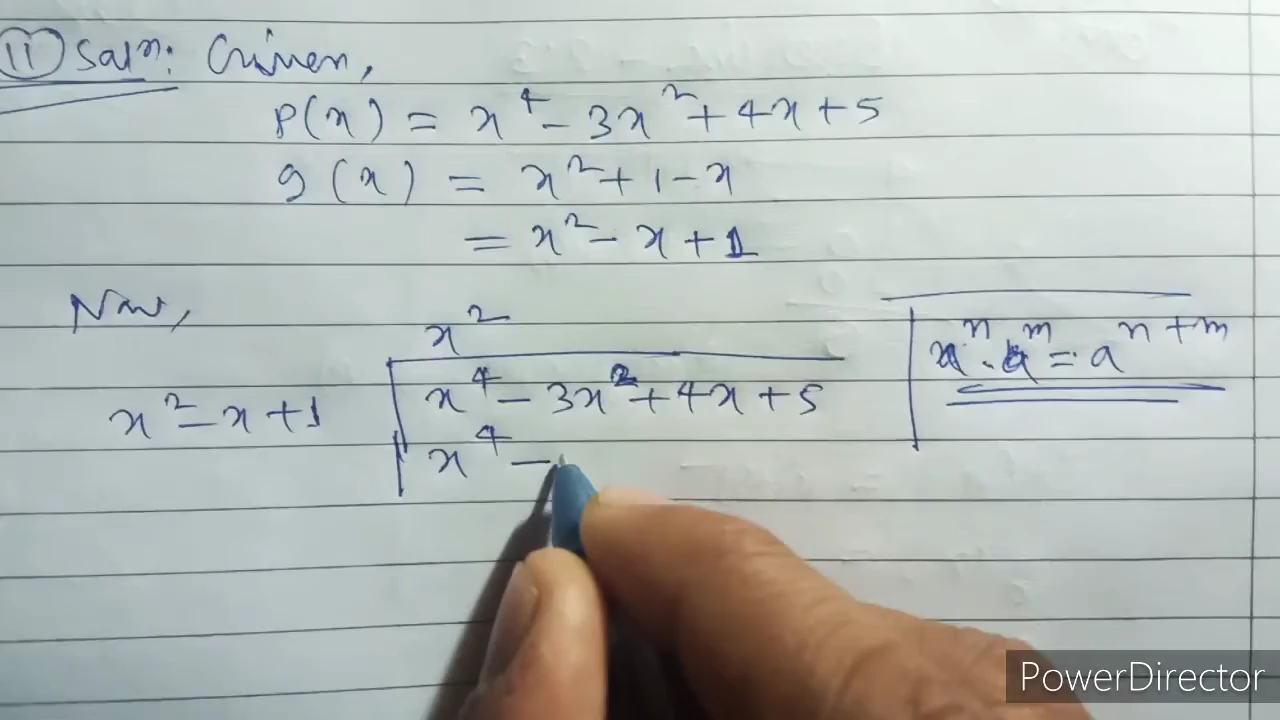 11 Soln: Given,
p(x) = x⁴ - 3x² + 4x + 5
g(x) = x² + 1 - x
= x² - x + 1
Now,
x²
x² - x + 1
x⁴ - 3x² + 4x + 5
x⁴ -
aⁿ · aᵐ = aⁿ⁺ᵐ
PowerDirector